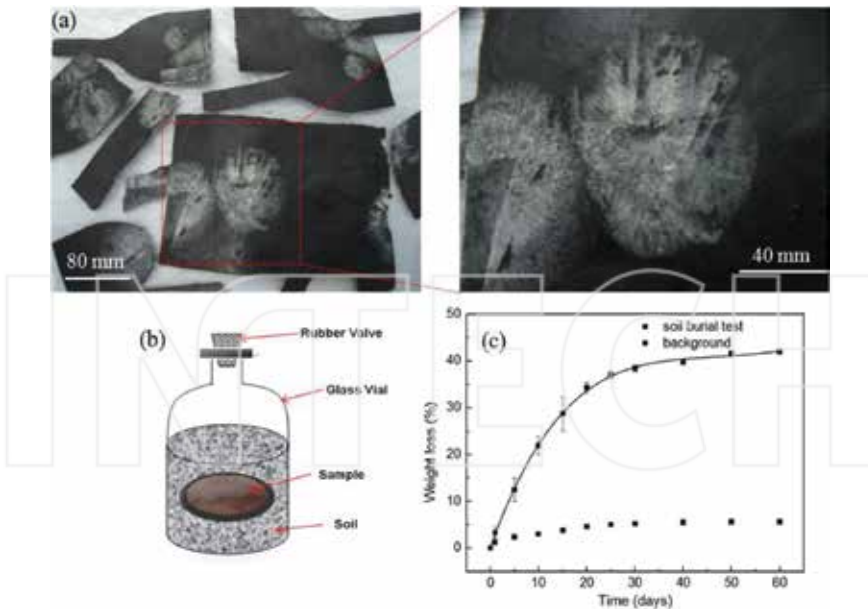 (a)
80 mm
40 mm
(b)
Rubber Valve
Glass Vial
Sample
Soil
(c)
soil burial test
background
Weight loss (%)
50
40
30
20
10
0
0 10 20 30 40 50 60
Time (days)
INTECH